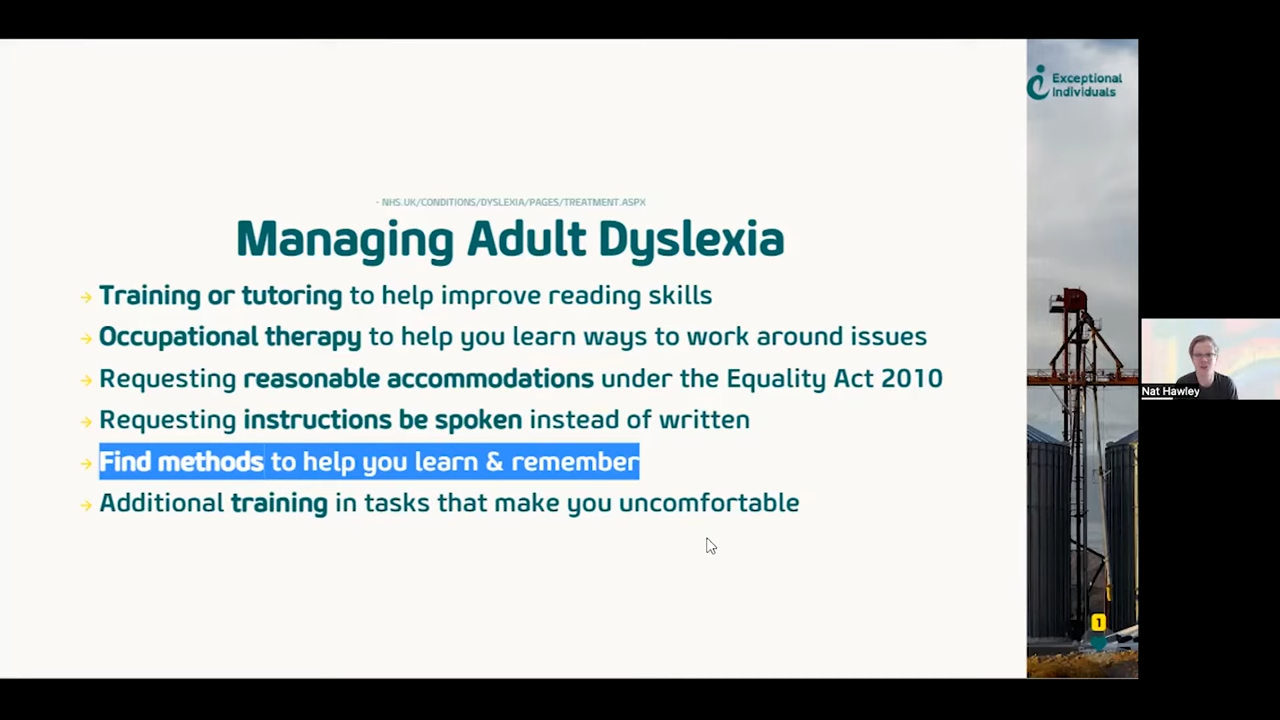 Exceptional
Individuals
- NHS.UK/CONDITIONS/DYSLEXIA/PAGES/TREATMENT.ASPX
Managing Adult Dyslexia
→ Training or tutoring to help improve reading skills
→ Occupational therapy to help you learn ways to work around issues
→ Requesting reasonable accommodations under the Equality Act 2010
→ Requesting instructions be spoken instead of written
→ Find methods to help you learn & remember
→ Additional training in tasks that make you uncomfortable
Nat Hawley
1